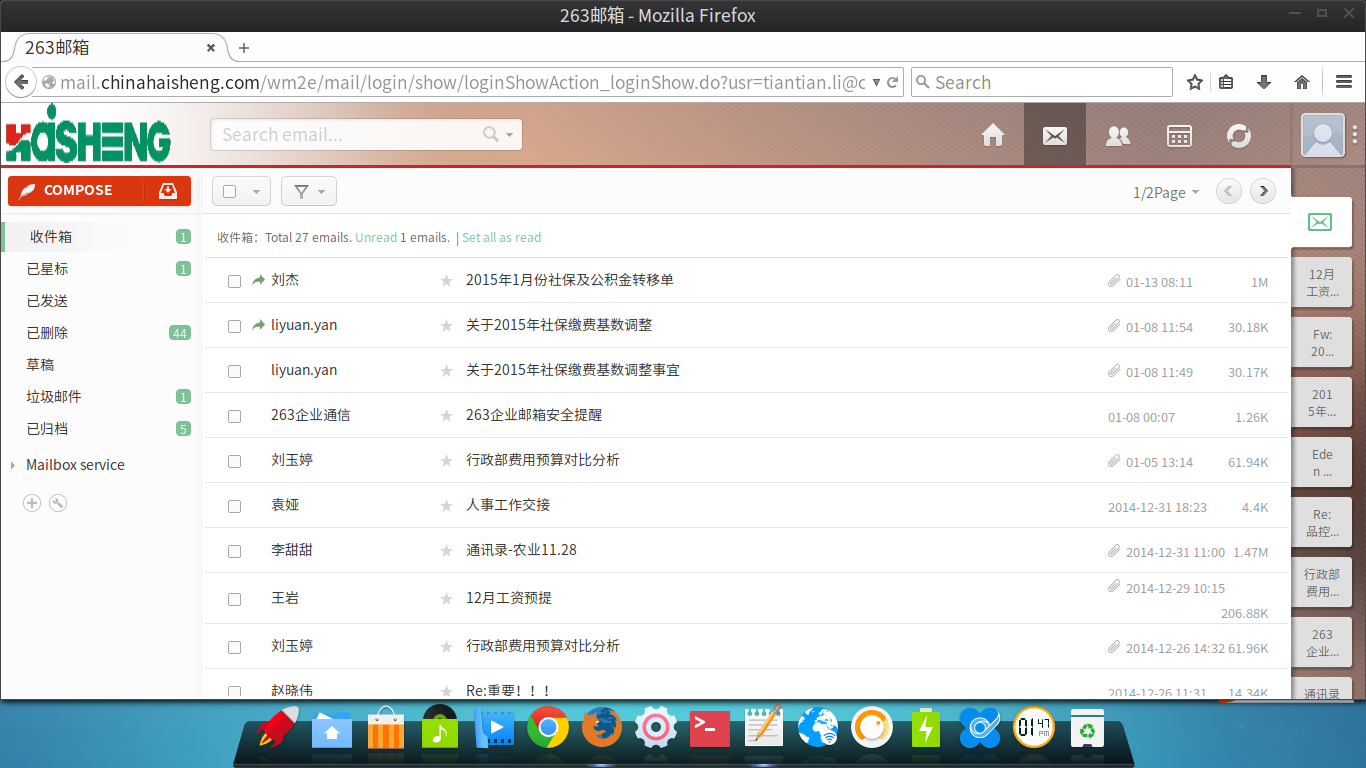 263邮箱 - Mozilla Firefox
263邮箱
mail.chinahaisheng.com/wm2e/mail/login/show/loginShowAction_loginShow.do?usr=tiantian.li@c
Search
HAiSHENG
Search email...
COMPOSE
1/2Page
收件箱 1
已星标 1
已发送
已删除 44
草稿
垃圾邮件 1
已归档 5
Mailbox service
收件箱: Total 27 emails. Unread 1 emails. | Set all as read
刘杰 2015年1月份社保及公积金转移单 01-13 08:11 1M
liyuan.yan 关于2015年社保缴费基数调整 01-08 11:54 30.18K
liyuan.yan 关于2015年社保缴费基数调整事宜 01-08 11:49 30.17K
263企业通信 263企业邮箱安全提醒 01-08 00:07 1.26K
刘玉婷 行政部费用预算对比分析 01-05 13:14 61.94K
袁娅 人事工作交接 2014-12-31 18:23 4.4K
李甜甜 通讯录-农业11.28 2014-12-31 11:00 1.47M
王岩 12月工资预提 2014-12-29 10:15
206.88K
刘玉婷 行政部费用预算对比分析 2014-12-26 14:32 61.96K
赵晓伟 Re:重要！！！ 2014-12-26 11:31 14.34K
12月
工资...
Fw:
20...
201
5年...
Ede
n ...
Re:
品控...
行政部
费用...
263
企业...
通讯录
01 47
PM